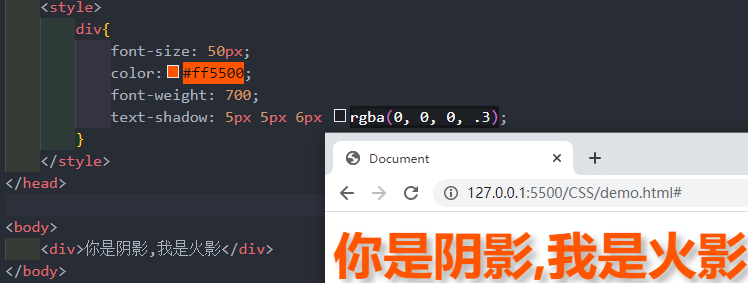 <style>
div{
font-size: 50px;
color: #ff5500;
font-weight: 700;
text-shadow: 5px 5px 6px rgba(0, 0, 0, .3);
}
</style>
</head>
<body>
<div>你是阴影,我是火影</div>
</body>
Document
127.0.0.1:5500/CSS/demo.html#
你是阴影,我是火影